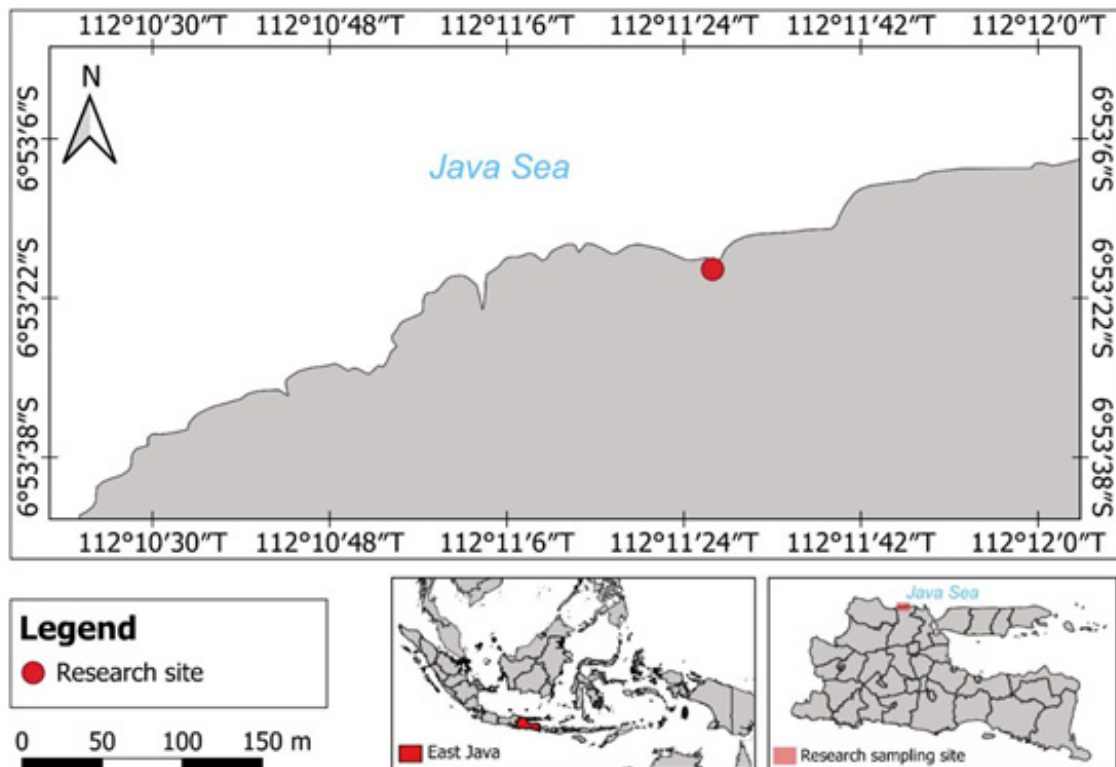 112°10'30"T 112°10'48"T 112°11'6"T 112°11'24"T 112°11'42"T 112°12'0"T
N
Java Sea
6°53'6"S
6°53'22"S
6°53'38"S
6°53'6"S
6°53'22"S
6°53'38"S
112°10'30"T 112°10'48"T 112°11'6"T 112°11'24"T 112°11'42"T 112°12'0"T
Legend
Research site
0 50 100 150 m
East Java
Java Sea
Research sampling site